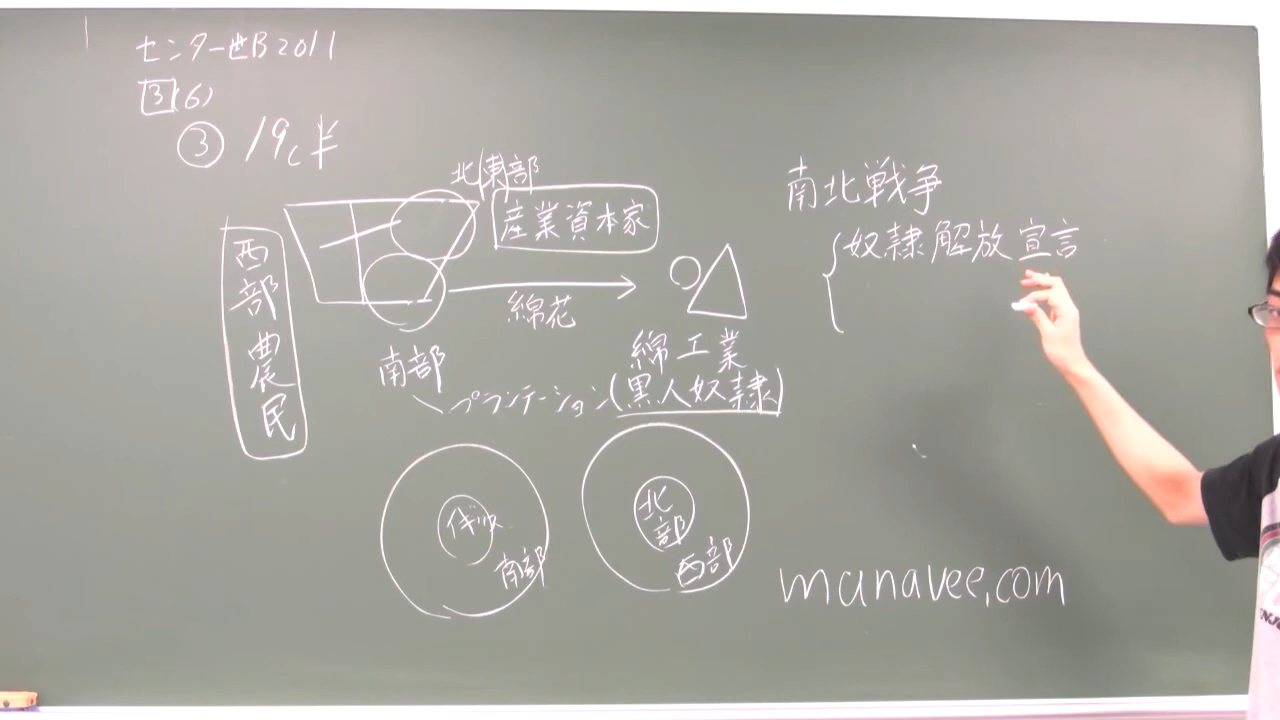 センター世B2011
3(6)
③ 19c半
北東部
産業資本家
西部農民
綿花
南部
綿工業
プランテーション(黒人奴隷)
イギリス
南部
北部
西部
南北戦争
奴隷解放宣言
manavee.com